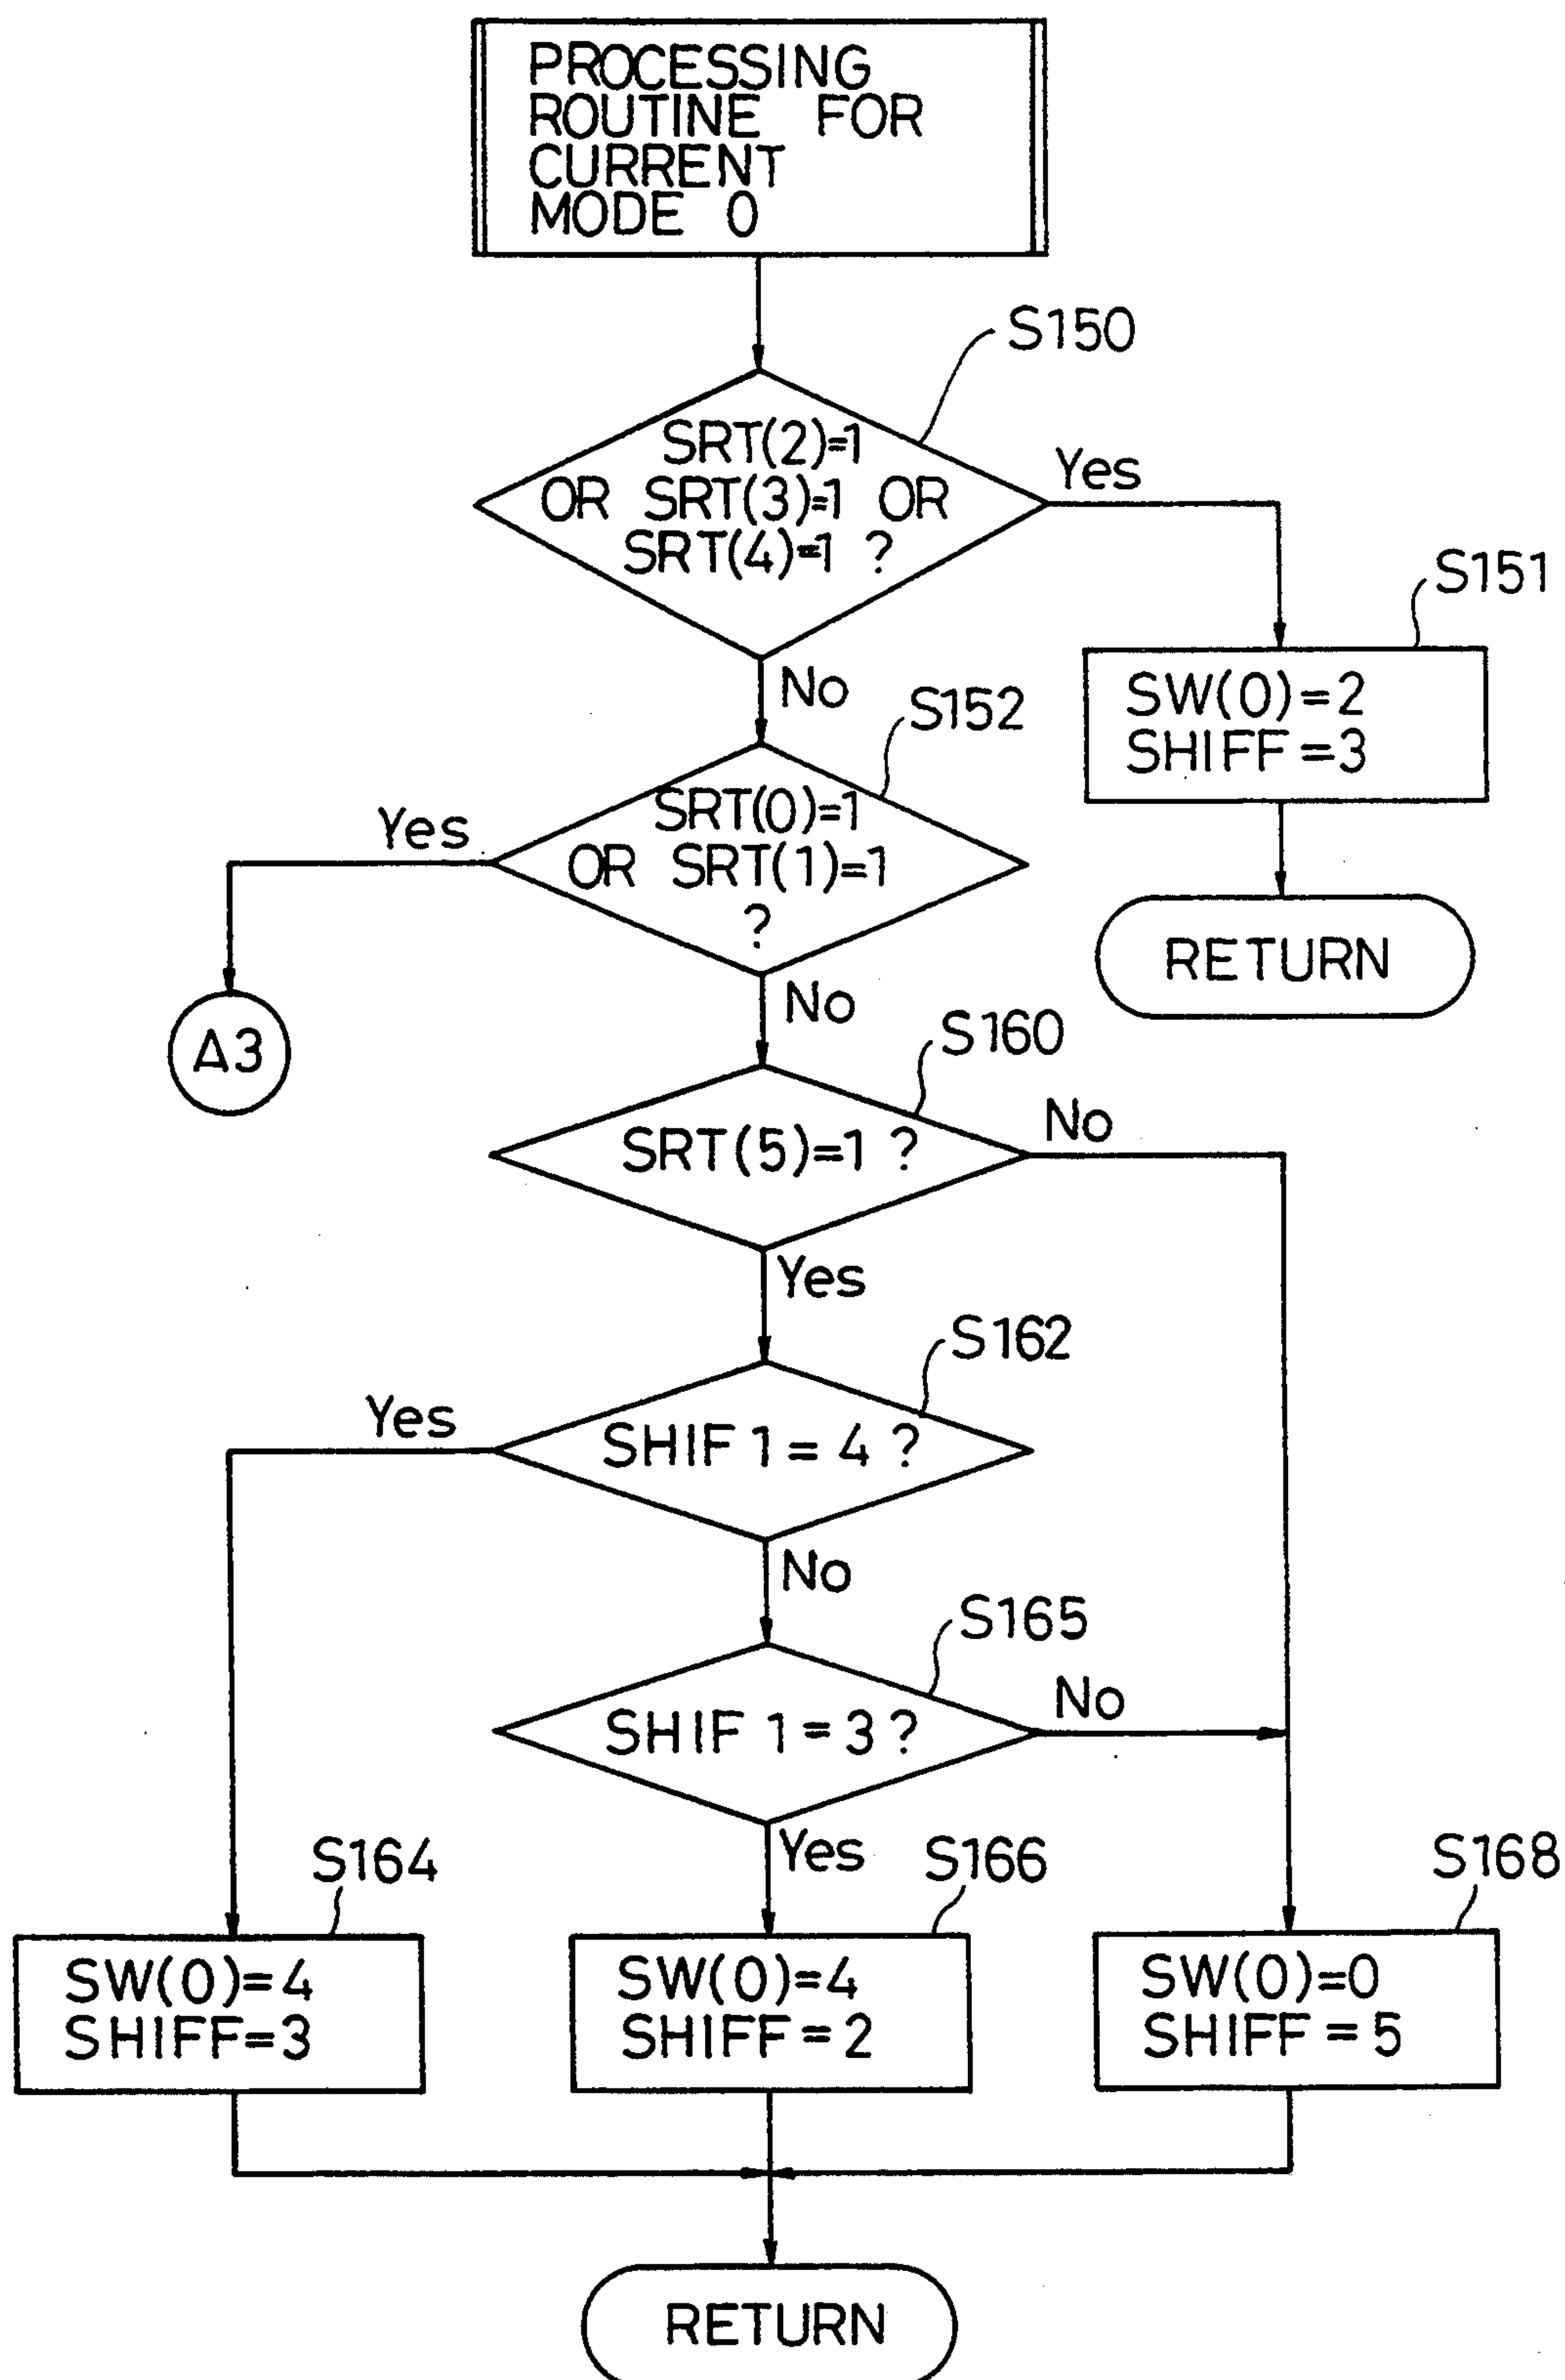 PROCESSING
ROUTINE FOR
CURRENT
MODE 0
S150
SRT(2)=1
OR SRT(3)=1 OR
SRT(4)=1 ?
Yes
S151
SW(0)=2
SHIFF=3
RETURN
No
S152
SRT(0)=1
OR SRT(1)=1
?
Yes
A3
No
S160
SRT(5)=1 ?
No
Yes
S162
SHIF 1 = 4 ?
Yes
No
S165
SHIF 1 = 3 ?
No
Yes
S164
SW(0)=4
SHIFF=3
S166
SW(0)=4
SHIFF=2
S168
SW(0)=0
SHIFF=5
RETURN